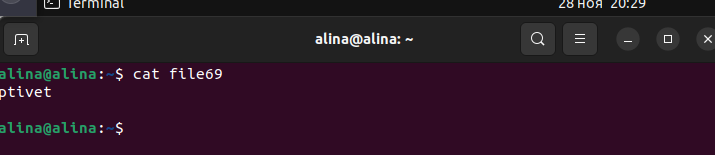 Terminal
28 ноя 20:29
alina@alina: ~
alina@alina:~$ cat file69
ptivet
alina@alina:~$